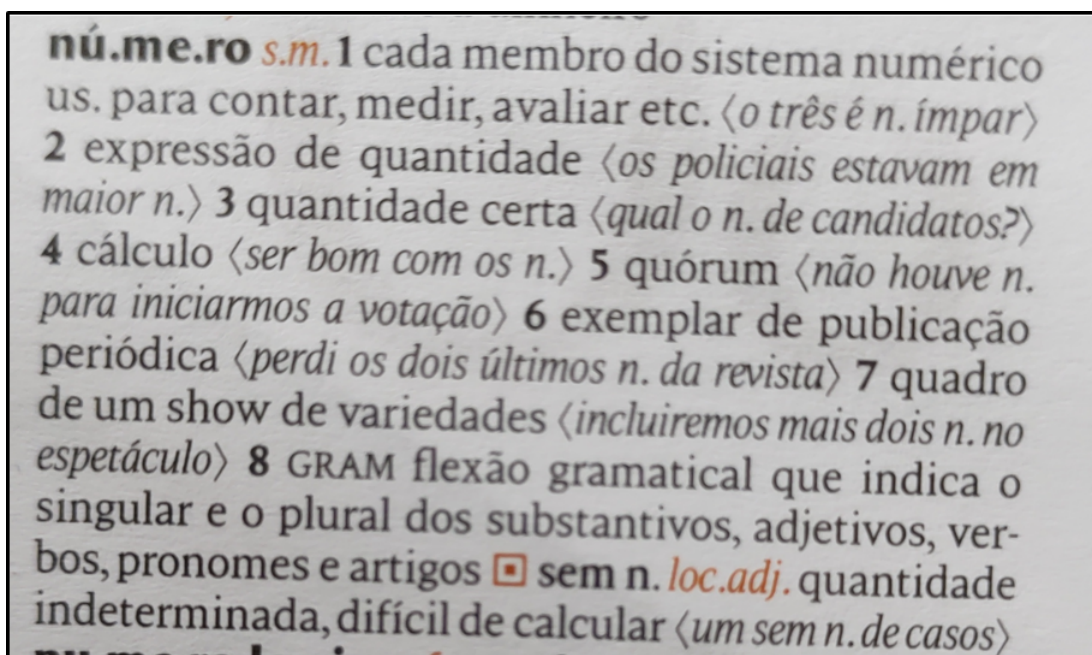 nú.me.ro s.m. 1 cada membro do sistema numérico
us. para contar, medir, avaliar etc. ⟨o três é n. ímpar⟩
2 expressão de quantidade ⟨os policiais estavam em
maior n.⟩ 3 quantidade certa ⟨qual o n. de candidatos?⟩
4 cálculo ⟨ser bom com os n.⟩ 5 quórum ⟨não houve n.
para iniciarmos a votação⟩ 6 exemplar de publicação
periódica ⟨perdi os dois últimos n. da revista⟩ 7 quadro
de um show de variedades ⟨incluiremos mais dois n. no
espetáculo⟩ 8 GRAM flexão gramatical que indica o
singular e o plural dos substantivos, adjetivos, ver-
bos, pronomes e artigos ▣ sem n. loc.adj. quantidade
indeterminada, difícil de calcular ⟨um sem n. de casos⟩